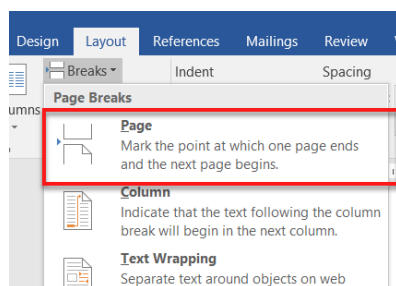 Design Layout References Mailings Review
Breaks Indent Spacing
umns
Page Breaks
Page
Mark the point at which one page ends
and the next page begins.
Column
Indicate that the text following the column
break will begin in the next column.
Text Wrapping
Separate text around objects on web